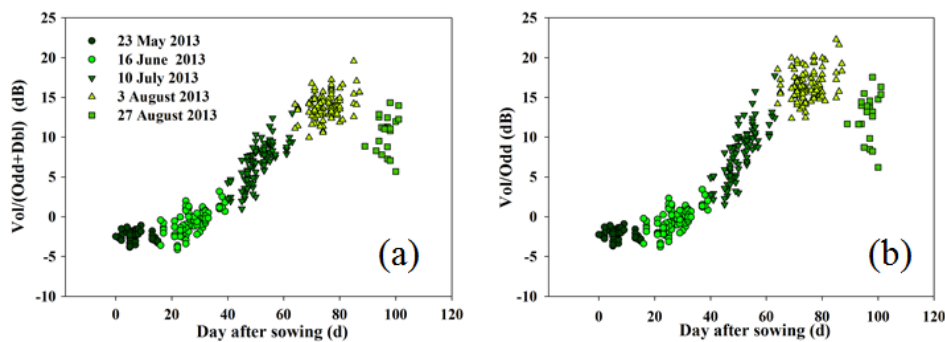 25
20
15
10
5
0
-5
-10
Vol/(Odd+Dbl) (dB)
23 May 2013
16 June 2013
10 July 2013
3 August 2013
27 August 2013
(a)
0 20 40 60 80 100 120
Day after sowing (d)
25
20
15
10
5
0
-5
-10
Vol/Odd (dB)
(b)
0 20 40 60 80 100 120
Day after sowing (d)